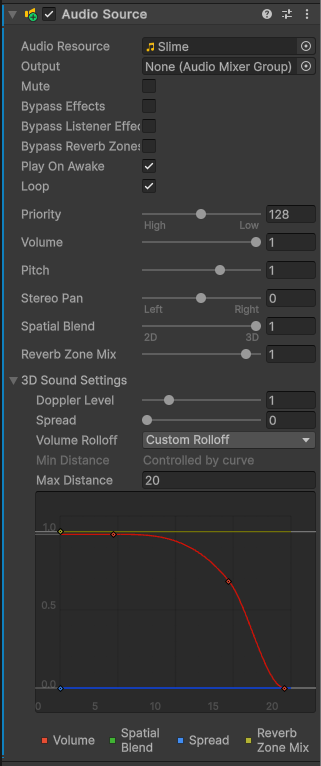 Audio Source
Audio Resource Slime
Output None (Audio Mixer Group)
Mute
Bypass Effects
Bypass Listener Effec
Bypass Reverb Zones
Play On Awake
Loop
Priority 128
High Low
Volume 1
Pitch 1
Stereo Pan 0
Left Right
Spatial Blend 1
2D 3D
Reverb Zone Mix 1
3D Sound Settings
Doppler Level 1
Spread 0
Volume Rolloff Custom Rolloff
Min Distance Controlled by curve
Max Distance 20
1.0
0.5
0.0
0 5 10 15 20
Volume Spatial Blend Spread Reverb Zone Mix